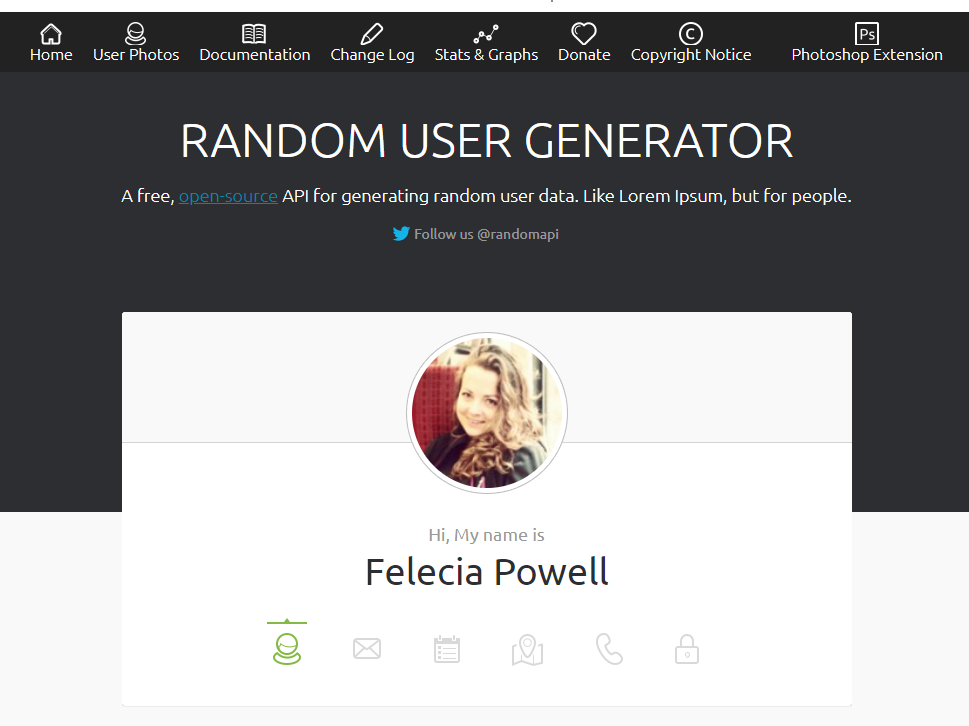 Home User Photos Documentation Change Log Stats & Graphs Donate Copyright Notice Ps Photoshop Extension
RANDOM USER GENERATOR
A free, open-source API for generating random user data. Like Lorem Ipsum, but for people.
Follow us @randomapi
Hi, My name is
Felecia Powell